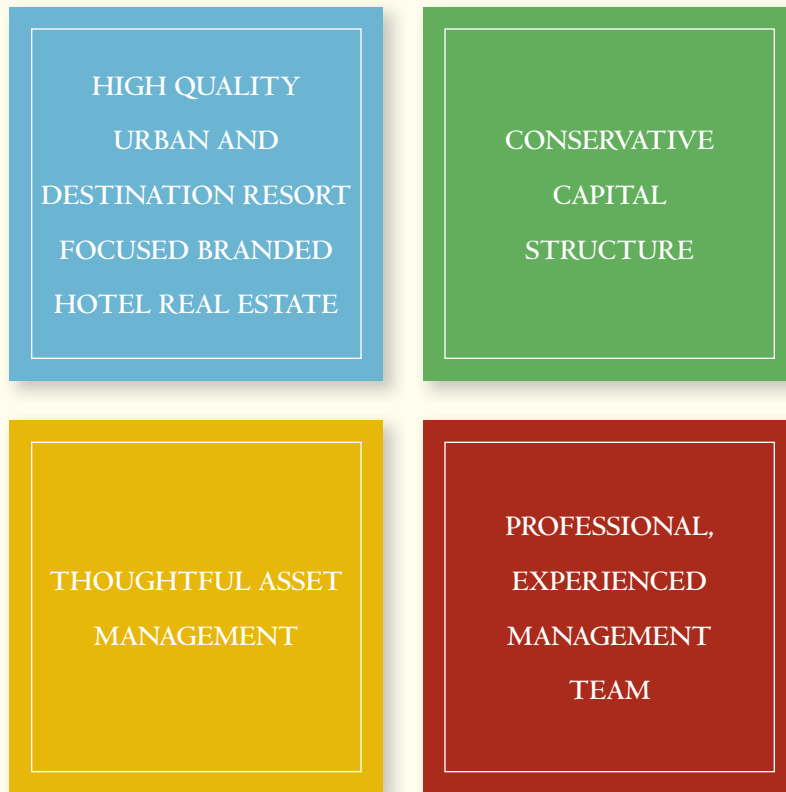 HIGH QUALITY
URBAN AND
DESTINATION RESORT
FOCUSED BRANDED
HOTEL REAL ESTATE
CONSERVATIVE
CAPITAL
STRUCTURE
THOUGHTFUL ASSET
MANAGEMENT
PROFESSIONAL,
EXPERIENCED
MANAGEMENT
TEAM